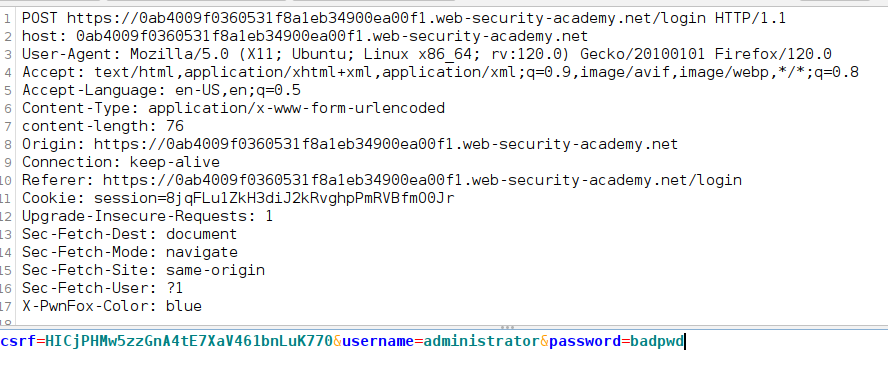 1 POST https://0ab4009f0360531f8a1eb34900ea00f1.web-security-academy.net/login HTTP/1.1
2 host: 0ab4009f0360531f8a1eb34900ea00f1.web-security-academy.net
3 User-Agent: Mozilla/5.0 (X11; Ubuntu; Linux x86_64; rv:120.0) Gecko/20100101 Firefox/120.0
4 Accept: text/html,application/xhtml+xml,application/xml;q=0.9,image/avif,image/webp,*/*;q=0.8
5 Accept-Language: en-US,en;q=0.5
6 Content-Type: application/x-www-form-urlencoded
7 content-length: 76
8 Origin: https://0ab4009f0360531f8a1eb34900ea00f1.web-security-academy.net
9 Connection: keep-alive
10 Referer: https://0ab4009f0360531f8a1eb34900ea00f1.web-security-academy.net/login
11 Cookie: session=8jqFLu1ZkH3diJ2kRvghpPmRVBfmO0Jr
12 Upgrade-Insecure-Requests: 1
13 Sec-Fetch-Dest: document
14 Sec-Fetch-Mode: navigate
15 Sec-Fetch-Site: same-origin
16 Sec-Fetch-User: ?1
17 X-PwnFox-Color: blue
18
csrf=HICjPHMw5zzGnA4tE7XaV461bnLuK770&username=administrator&password=badpwd